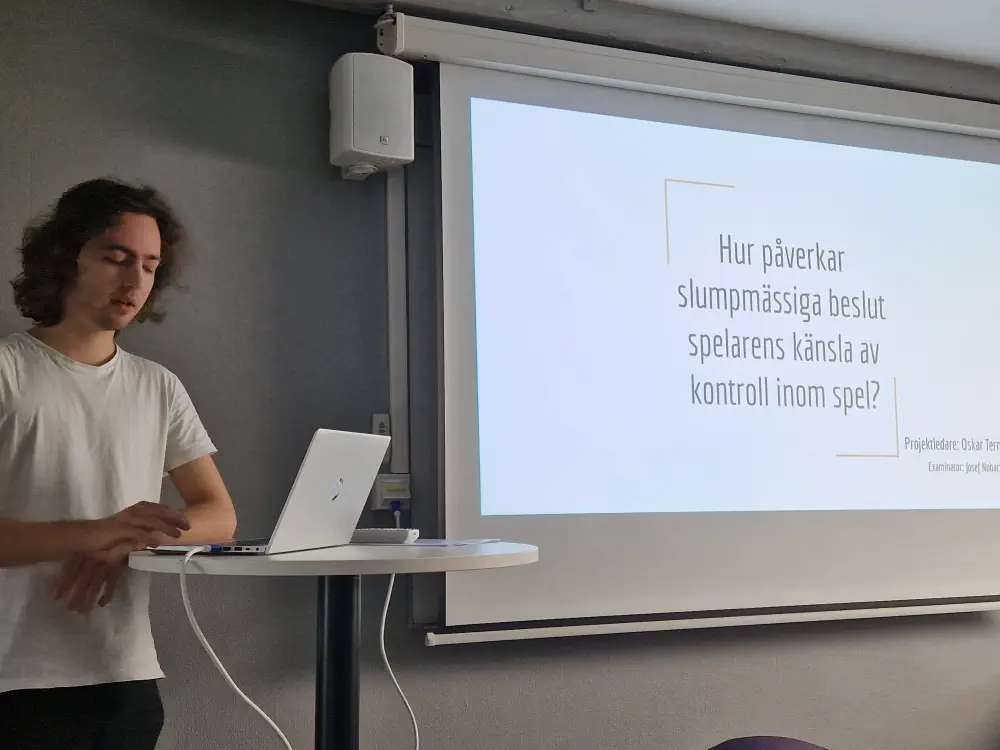 Hur påverkar
slumpmässiga beslut
spelarens känsla av
kontroll inom spel?
Projektledare: Oskar
Examinator: Josef